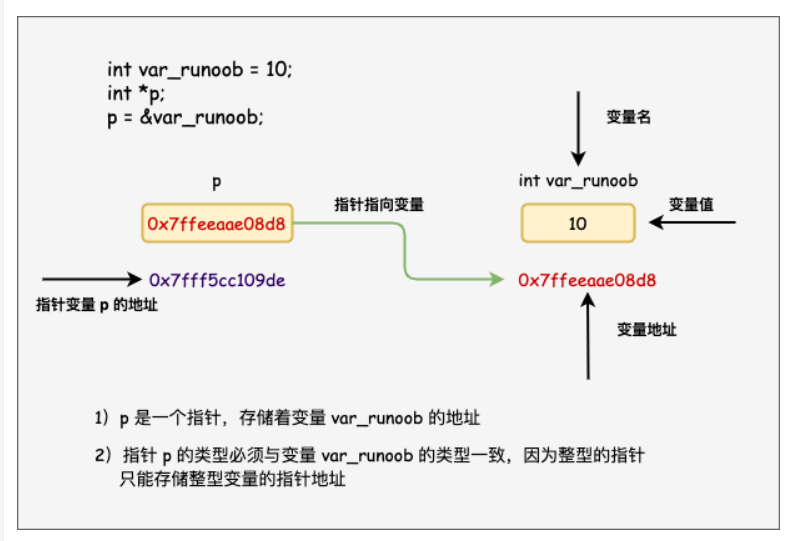 int var_runoob = 10;
int *p;
p = &var_runoob;
变量名
p
int var_runoob
0x7ffeeaae08d8
指针指向变量
10
变量值
0x7fff5cc109de
0x7ffeeaae08d8
指针变量 p 的地址
变量地址
1）p 是一个指针，存储着变量 var_runoob 的地址
2）指针 p 的类型必须与变量 var_runoob 的类型一致，因为整型的指针
只能存储整型变量的指针地址